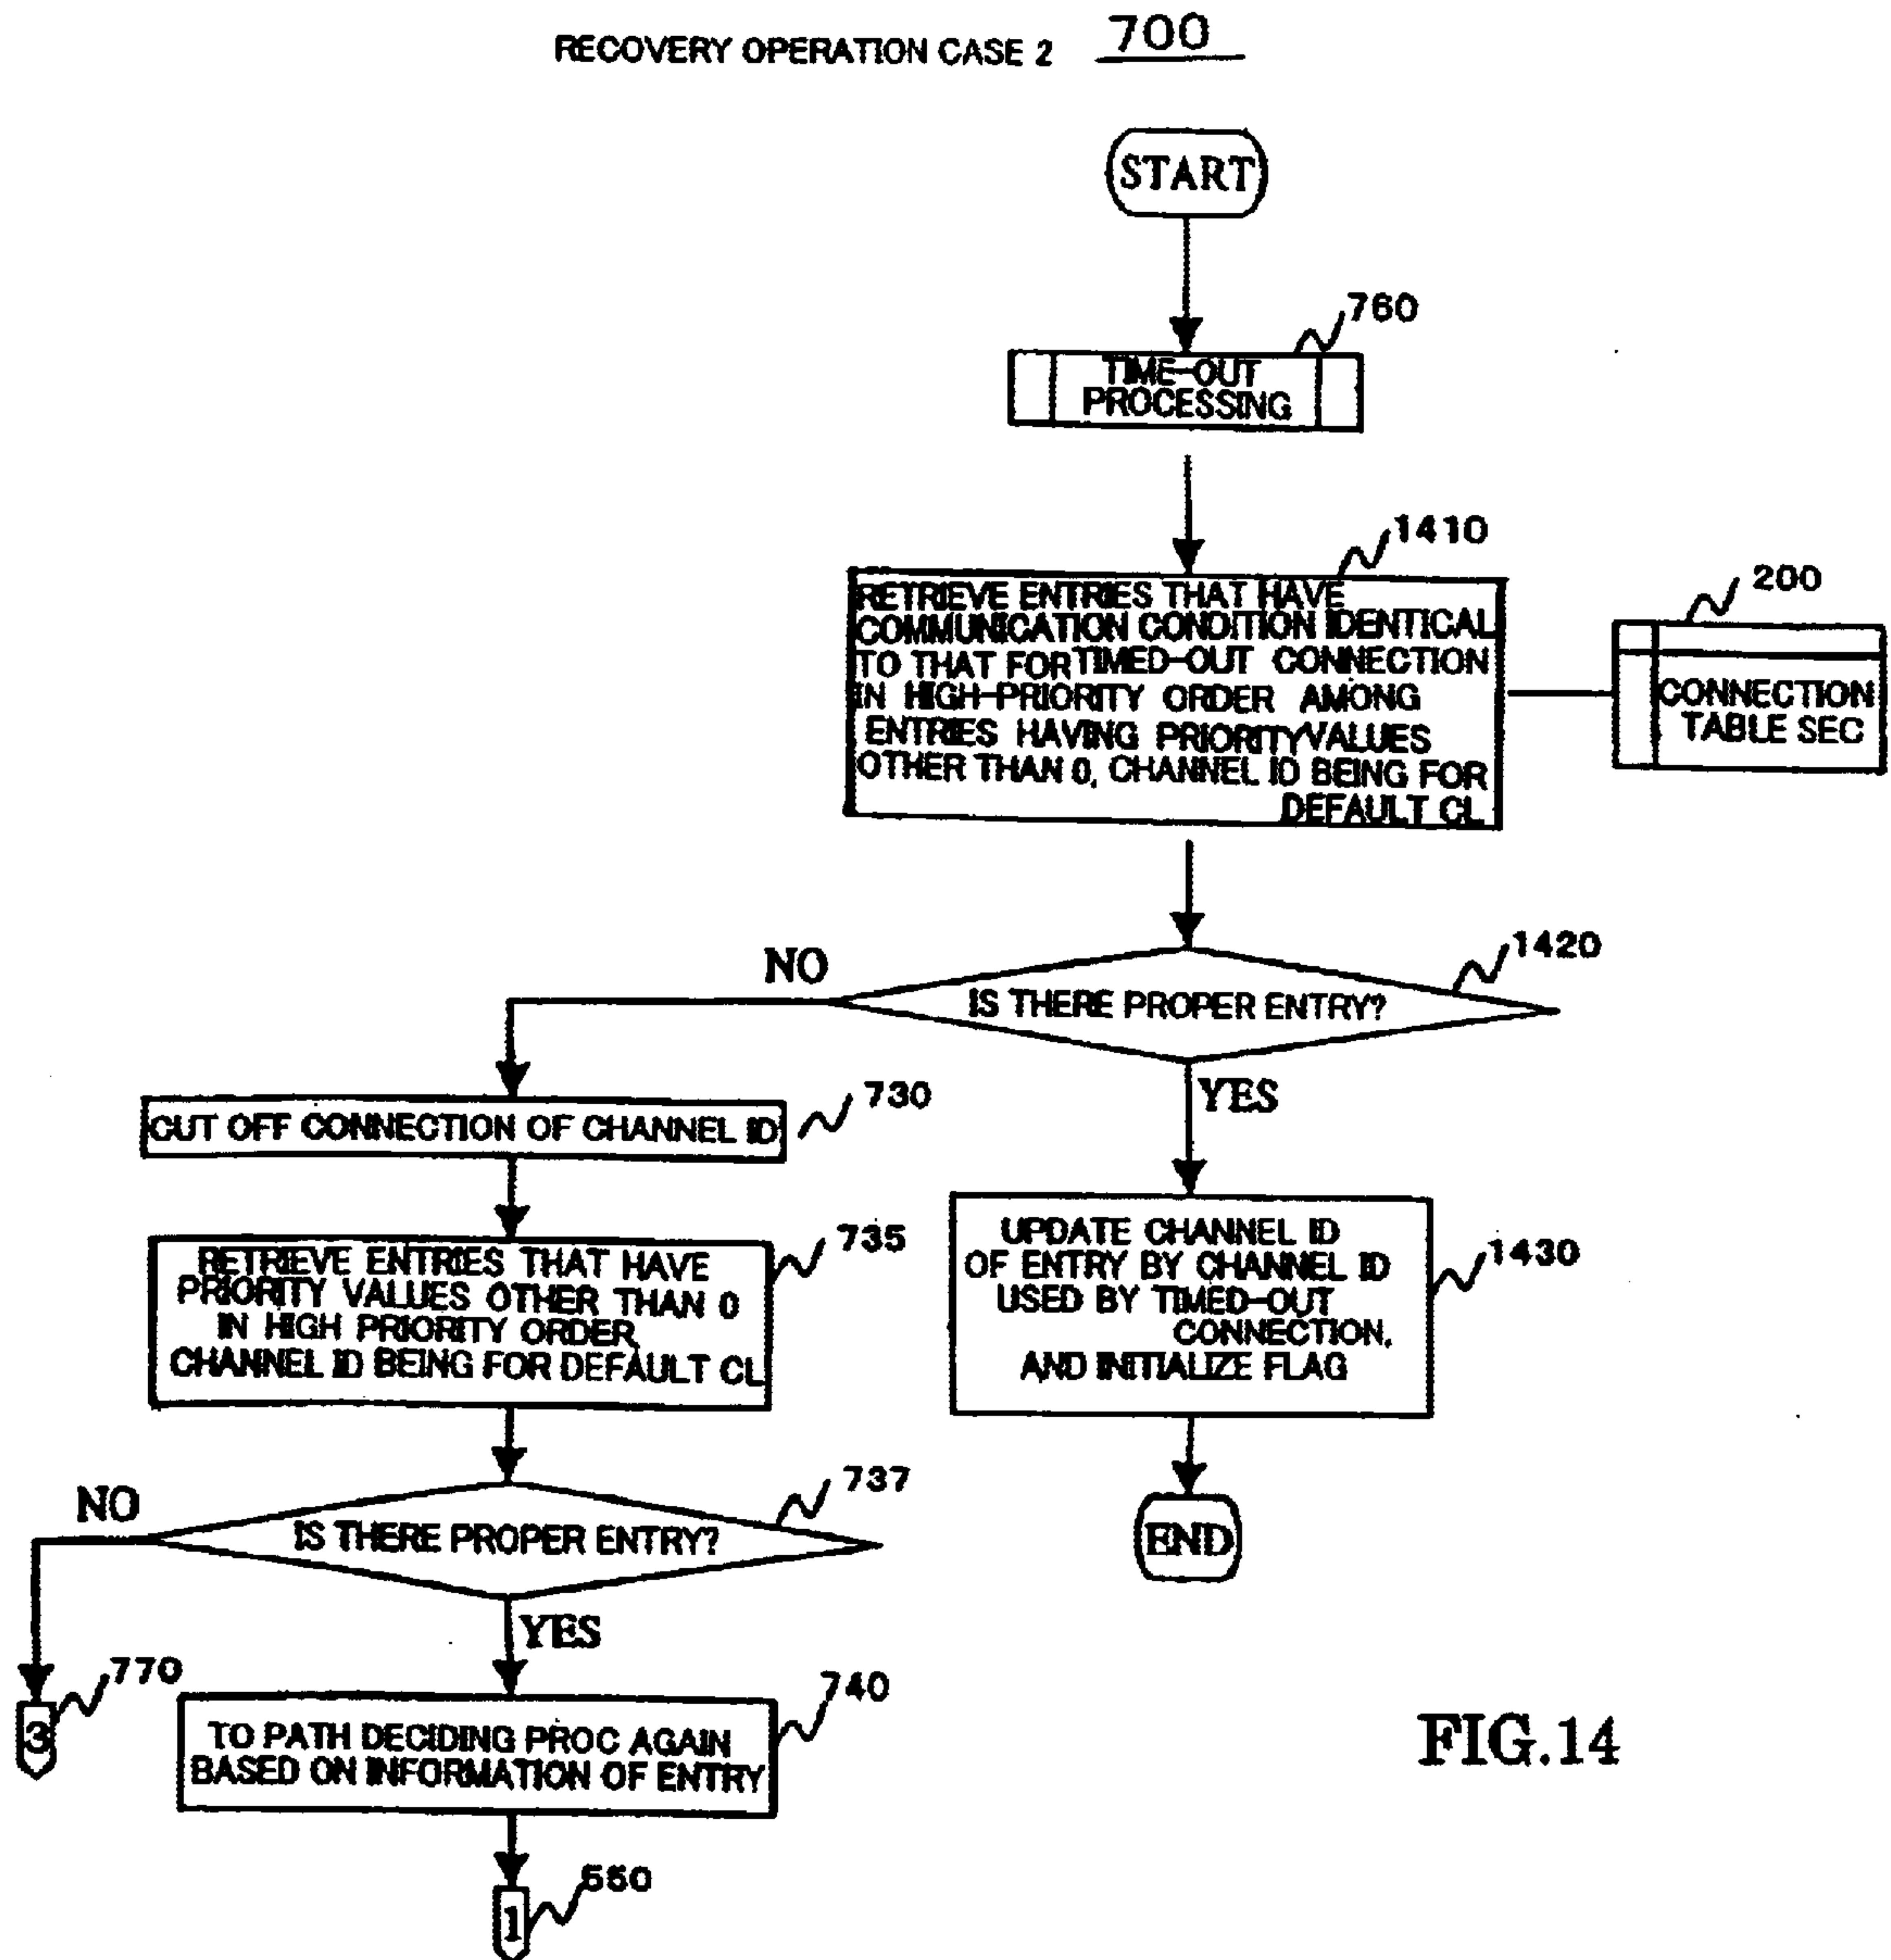 RECOVERY OPERATION CASE 2 700
START
760
TIME-OUT
PROCESSING
1410
RETRIEVE ENTRIES THAT HAVE
COMMUNICATION CONDITION IDENTICAL
TO THAT FOR TIMED-OUT CONNECTION
IN HIGH-PRIORITY ORDER AMONG
ENTRIES HAVING PRIORITY VALUES
OTHER THAN 0, CHANNEL ID BEING FOR
DEFAULT CL
200
CONNECTION
TABLE SEC
1420
IS THERE PROPER ENTRY?
NO
YES
730
CUT OFF CONNECTION OF CHANNEL ID
735
RETRIEVE ENTRIES THAT HAVE
PRIORITY VALUES OTHER THAN 0
IN HIGH PRIORITY ORDER,
CHANNEL ID BEING FOR DEFAULT CL
UPDATE CHANNEL ID
OF ENTRY BY CHANNEL ID
USED BY TIMED-OUT
CONNECTION,
AND INITIALIZE FLAG
1430
END
737
IS THERE PROPER ENTRY?
NO
YES
770
3
740
TO PATH DECIDING PROC AGAIN
BASED ON INFORMATION OF ENTRY
550
1
FIG.14